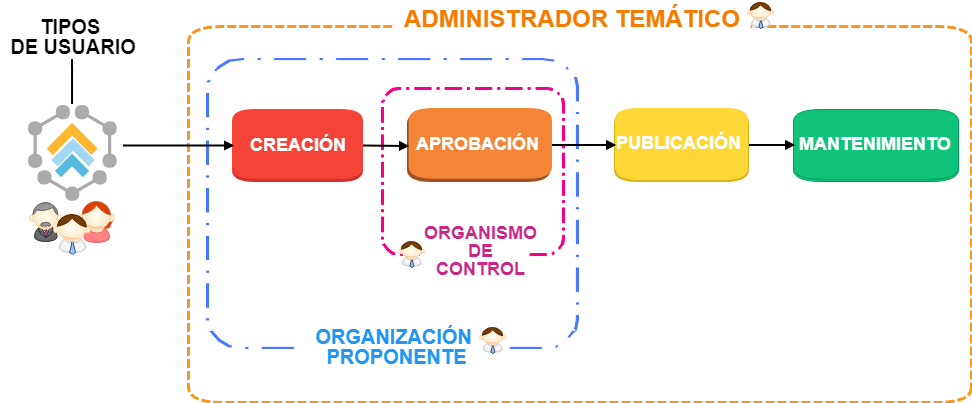 ADMINISTRADOR TEMÁTICO
TIPOS
DE USUARIO
CREACIÓN
APROBACIÓN
PUBLICACIÓN
MANTENIMIENTO
ORGANISMO
DE
CONTROL
ORGANIZACIÓN
PROPONENTE